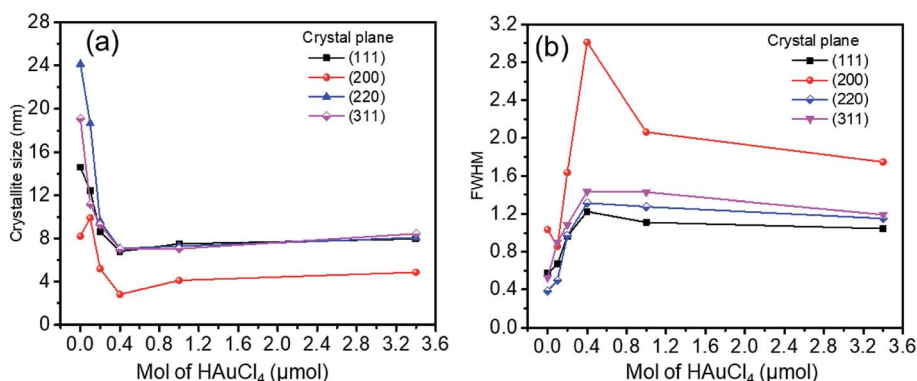 (a)
Crystal plane
(111)
(200)
(220)
(311)
Crystallite size (nm)
28
24
20
16
12
8
4
0
0.0 0.4 0.8 1.2 1.6 2.0 2.4 2.8 3.2 3.6
Mol of HAuCl₄ (μmol)
(b)
Crystal plane
(111)
(200)
(220)
(311)
FWHM
3.2
2.8
2.4
2.0
1.6
1.2
0.8
0.4
0.0
0.0 0.4 0.8 1.2 1.6 2.0 2.4 2.8 3.2 3.6
Mol of HAuCl₄ (μmol)